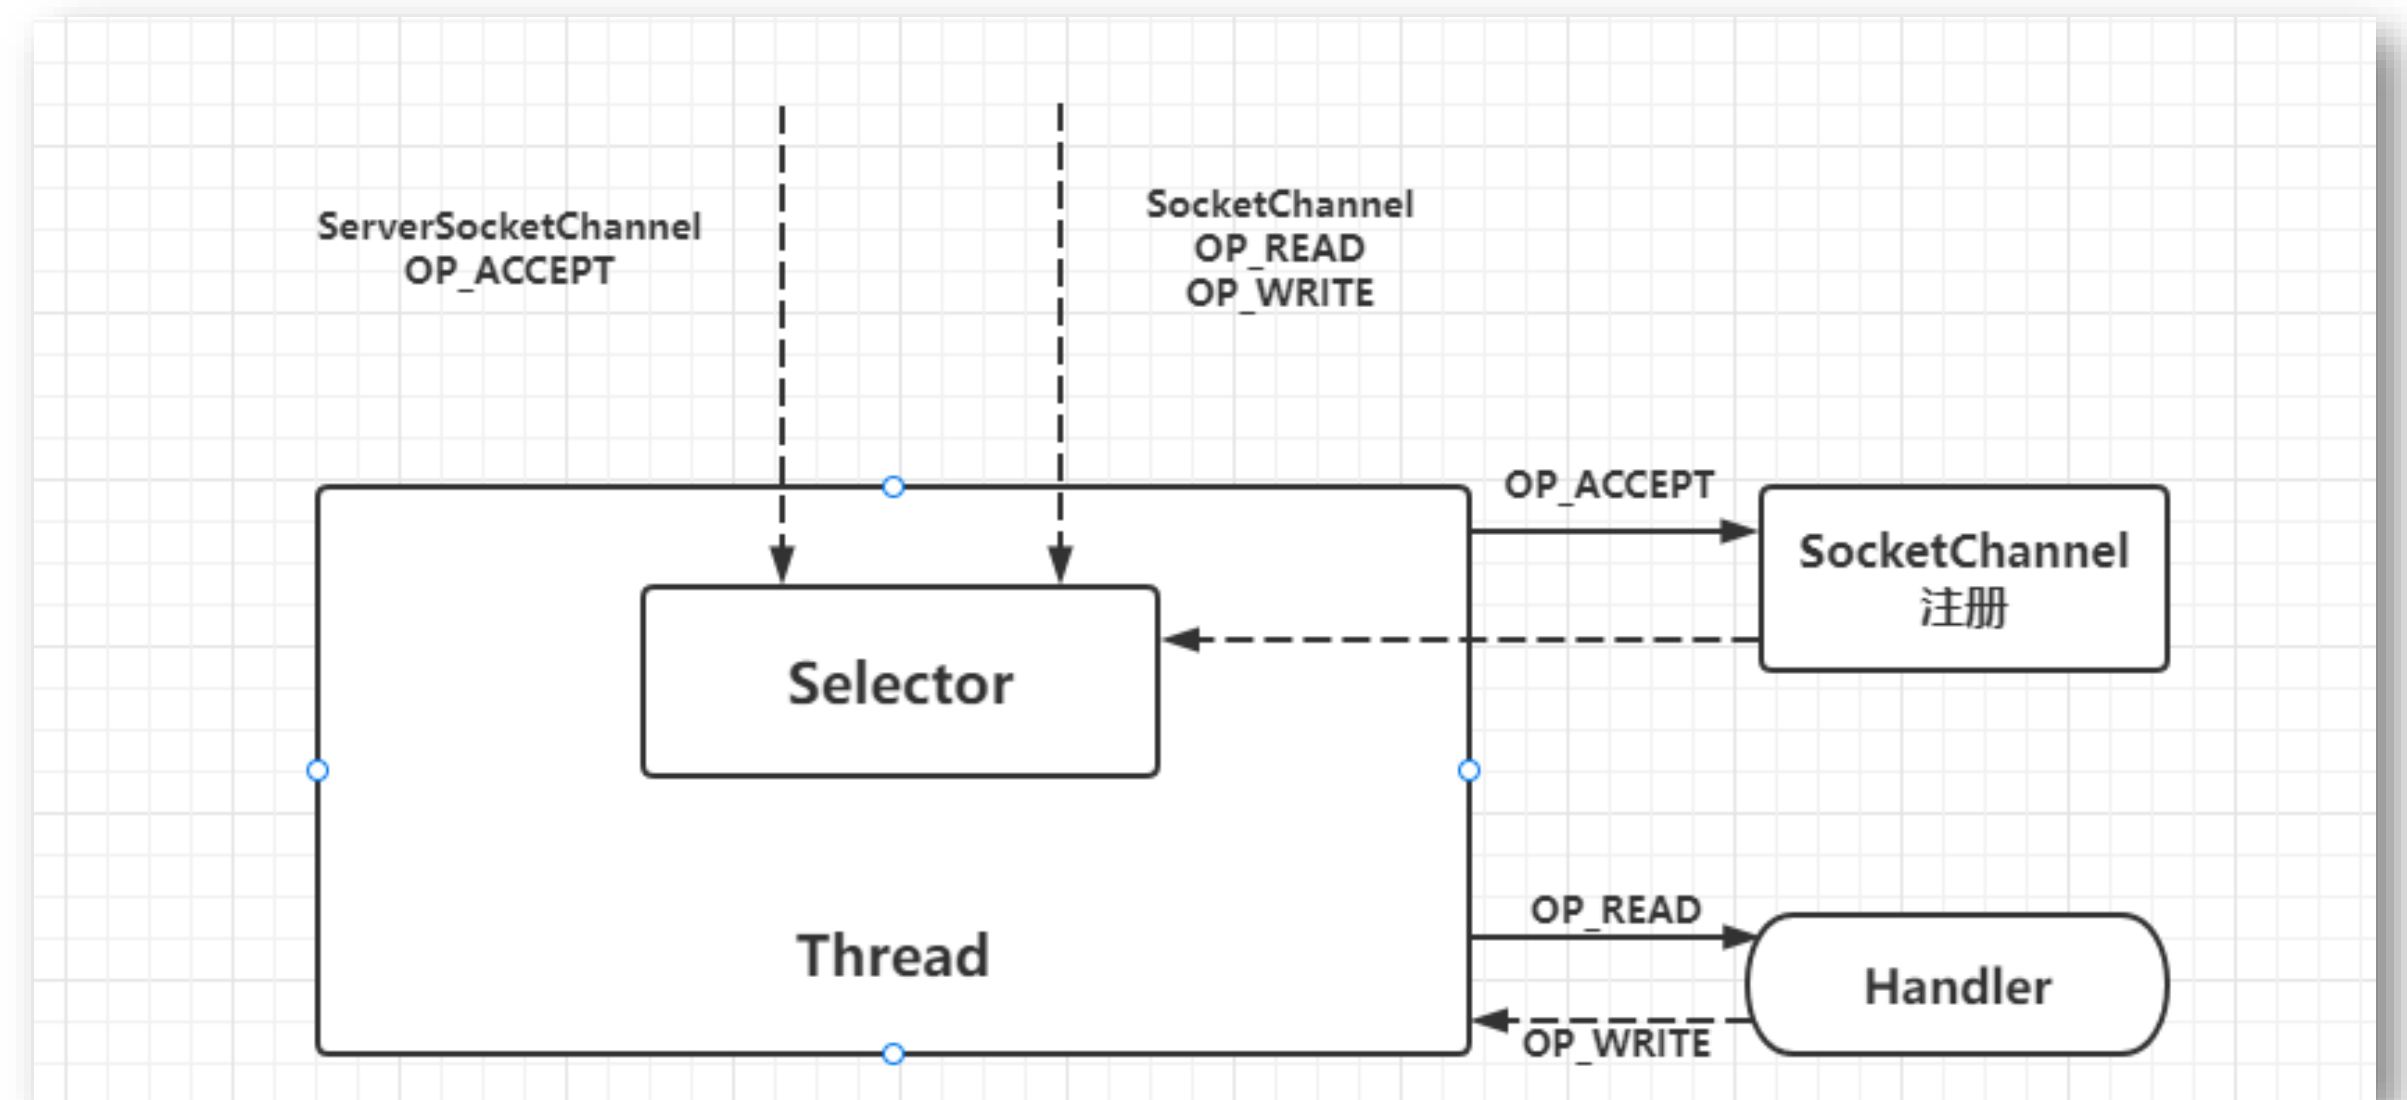 ServerSocketChannel
OP_ACCEPT
SocketChannel
OP_READ
OP_WRITE
OP_ACCEPT
SocketChannel
注册
Selector
Thread
OP_READ
Handler
OP_WRITE